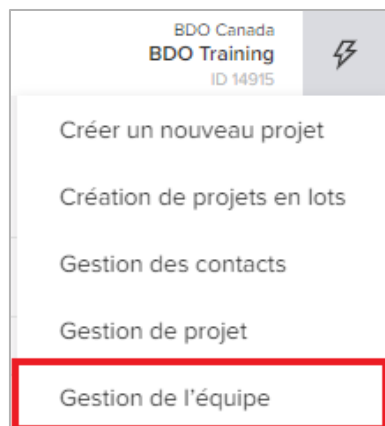 BDO Canada
BDO Training
ID 14915
Créer un nouveau projet
Création de projets en lots
Gestion des contacts
Gestion de projet
Gestion de l’équipe